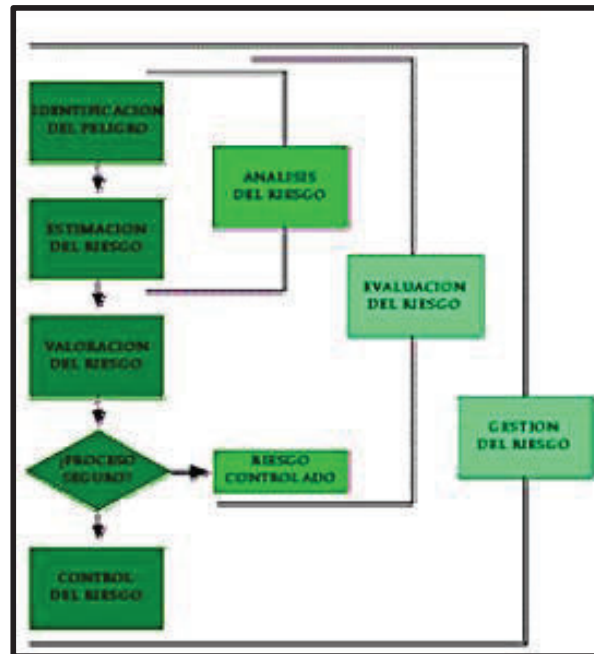 IDENTIFICACION
DEL PELIGRO
ANALISIS
DEL RIESGO
ESTIMACION
DEL RIESGO
EVALUACION
DEL RIESGO
VALORACION
DEL RIESGO
GESTION
DEL RIESGO
¿PROCESO
SEGURO?
RIESGO
CONTROLADO
CONTROL
DEL RIESGO